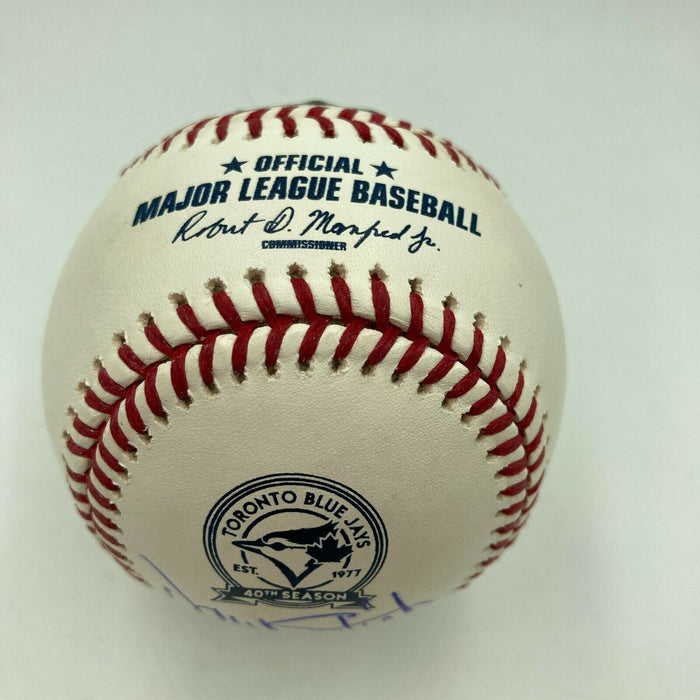 ★ OFFICIAL ★
MAJOR LEAGUE BASEBALL
Robert D. Manfred Jr.
COMMISSIONER
TORONTO BLUE JAYS
EST. 1977
40TH SEASON